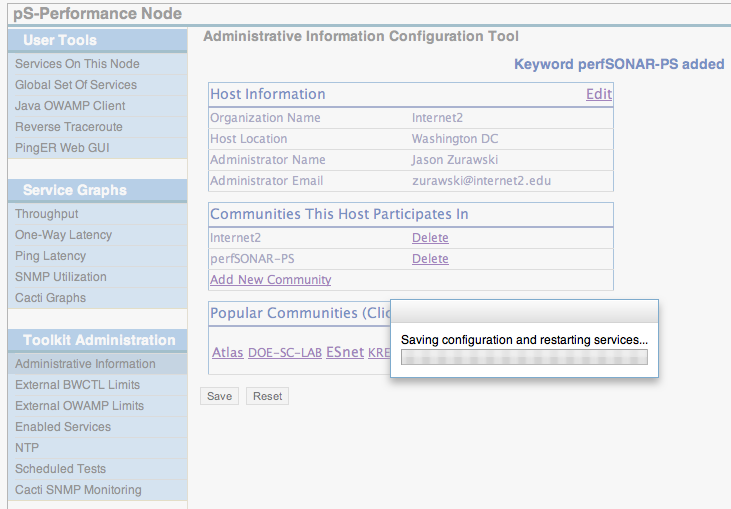 pS-Performance Node
User Tools
Services On This Node
Global Set Of Services
Java OWAMP Client
Reverse Traceroute
PingER Web GUI
Service Graphs
Throughput
One-Way Latency
Ping Latency
SNMP Utilization
Cacti Graphs
Toolkit Administration
Administrative Information
External BWCTL Limits
External OWAMP Limits
Enabled Services
NTP
Scheduled Tests
Cacti SNMP Monitoring
Administrative Information Configuration Tool
Keyword perfSONAR-PS added
Host Information Edit
Organization Name Internet2
Host Location Washington DC
Administrator Name Jason Zurawski
Administrator Email zurawski@internet2.edu
Communities This Host Participates In
Internet2 Delete
perfSONAR-PS Delete
Add New Community
Popular Communities (Clic
Atlas DOE-SC-LAB ESnet KRE
Saving configuration and restarting services...
Save Reset